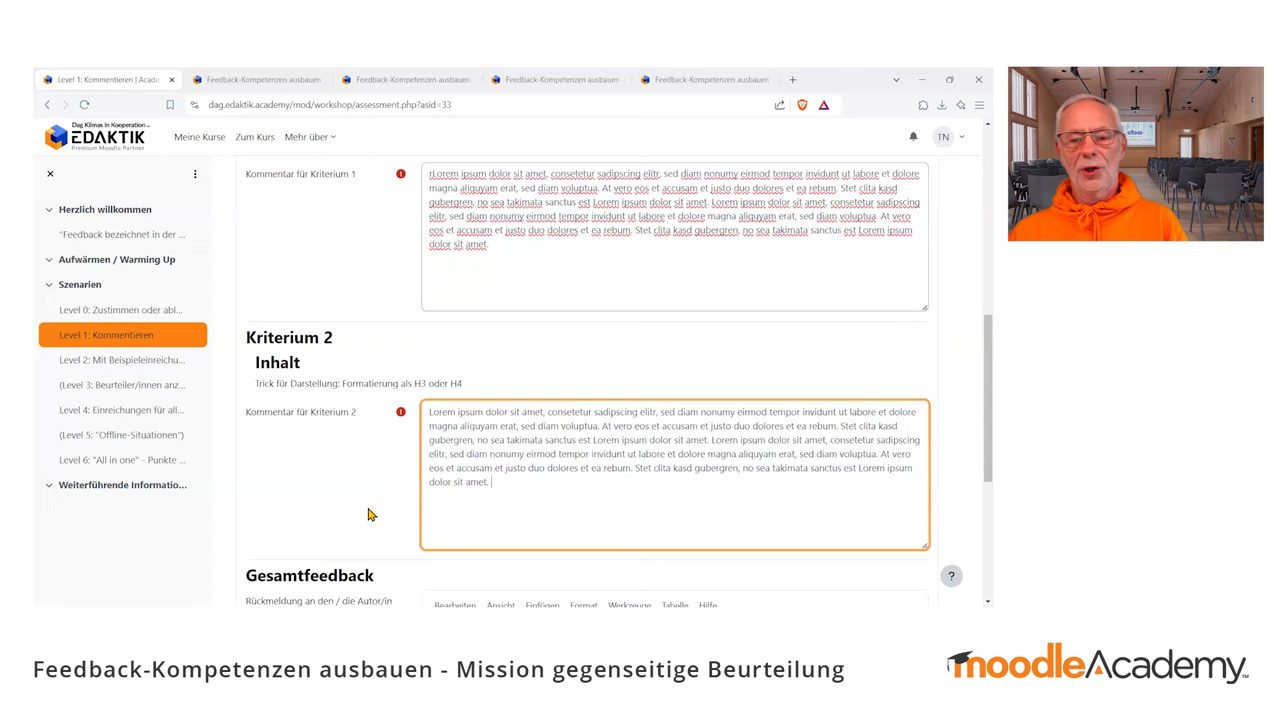 Level 1: Kommentieren | Acade
Feedback-Kompetenzen ausbauen:
Feedback-Kompetenzen ausbauen:
Feedback-Kompetenzen ausbauen:
Feedback-Kompetenzen ausbauen:
dag.edaktik.academy/mod/workshop/assessment.php?asid=33
Dag Klimas in Kooperation
EDAKTIK
Premium Moodle Partner
Meine Kurse
Zum Kurs
Mehr über
TN
Herzlich willkommen
"Feedback bezeichnet in der ...
Aufwärmen / Warming Up
Szenarien
Level 0: Zustimmen oder abl...
Level 1: Kommentieren
Level 2: Mit Beispieleinreichu...
(Level 3: Beurteiler/innen anz...
Level 4: Einreichungen für all...
(Level 5: "Offline-Situationen")
Level 6: "All in one" - Punkte ...
Weiterführende Informatio...
Kommentar für Kriterium 1
rLorem ipsum dolor sit amet, consetetur sadipscing elitr, sed diam nonumy eirmod tempor invidunt ut labore et dolore
magna aliquyam erat, sed diam voluptua. At vero eos et accusam et justo duo dolores et ea rebum. Stet clita kasd
gubergren, no sea takimata sanctus est Lorem ipsum dolor sit amet. Lorem ipsum dolor sit amet, consetetur sadipscing
elitr, sed diam nonumy eirmod tempor invidunt ut labore et dolore magna aliquyam erat, sed diam voluptua. At vero
eos et accusam et justo duo dolores et ea rebum. Stet clita kasd gubergren, no sea takimata sanctus est Lorem ipsum
dolor sit amet.
Kriterium 2
Inhalt
Trick für Darstellung: Formatierung als H3 oder H4
Kommentar für Kriterium 2
Lorem ipsum dolor sit amet, consetetur sadipscing elitr, sed diam nonumy eirmod tempor invidunt ut labore et dolore
magna aliquyam erat, sed diam voluptua. At vero eos et accusam et justo duo dolores et ea rebum. Stet clita kasd
gubergren, no sea takimata sanctus est Lorem ipsum dolor sit amet. Lorem ipsum dolor sit amet, consetetur sadipscing
elitr, sed diam nonumy eirmod tempor invidunt ut labore et dolore magna aliquyam erat, sed diam voluptua. At vero
eos et accusam et justo duo dolores et ea rebum. Stet clita kasd gubergren, no sea takimata sanctus est Lorem ipsum
dolor sit amet.
Gesamtfeedback
Rückmeldung an den / die Autor/in
Bearbeiten Ansicht Einfügen Format Werkzeuge Tabelle Hilfe
?
Feedback-Kompetenzen ausbauen - Mission gegenseitige Beurteilung
moodleAcademy™